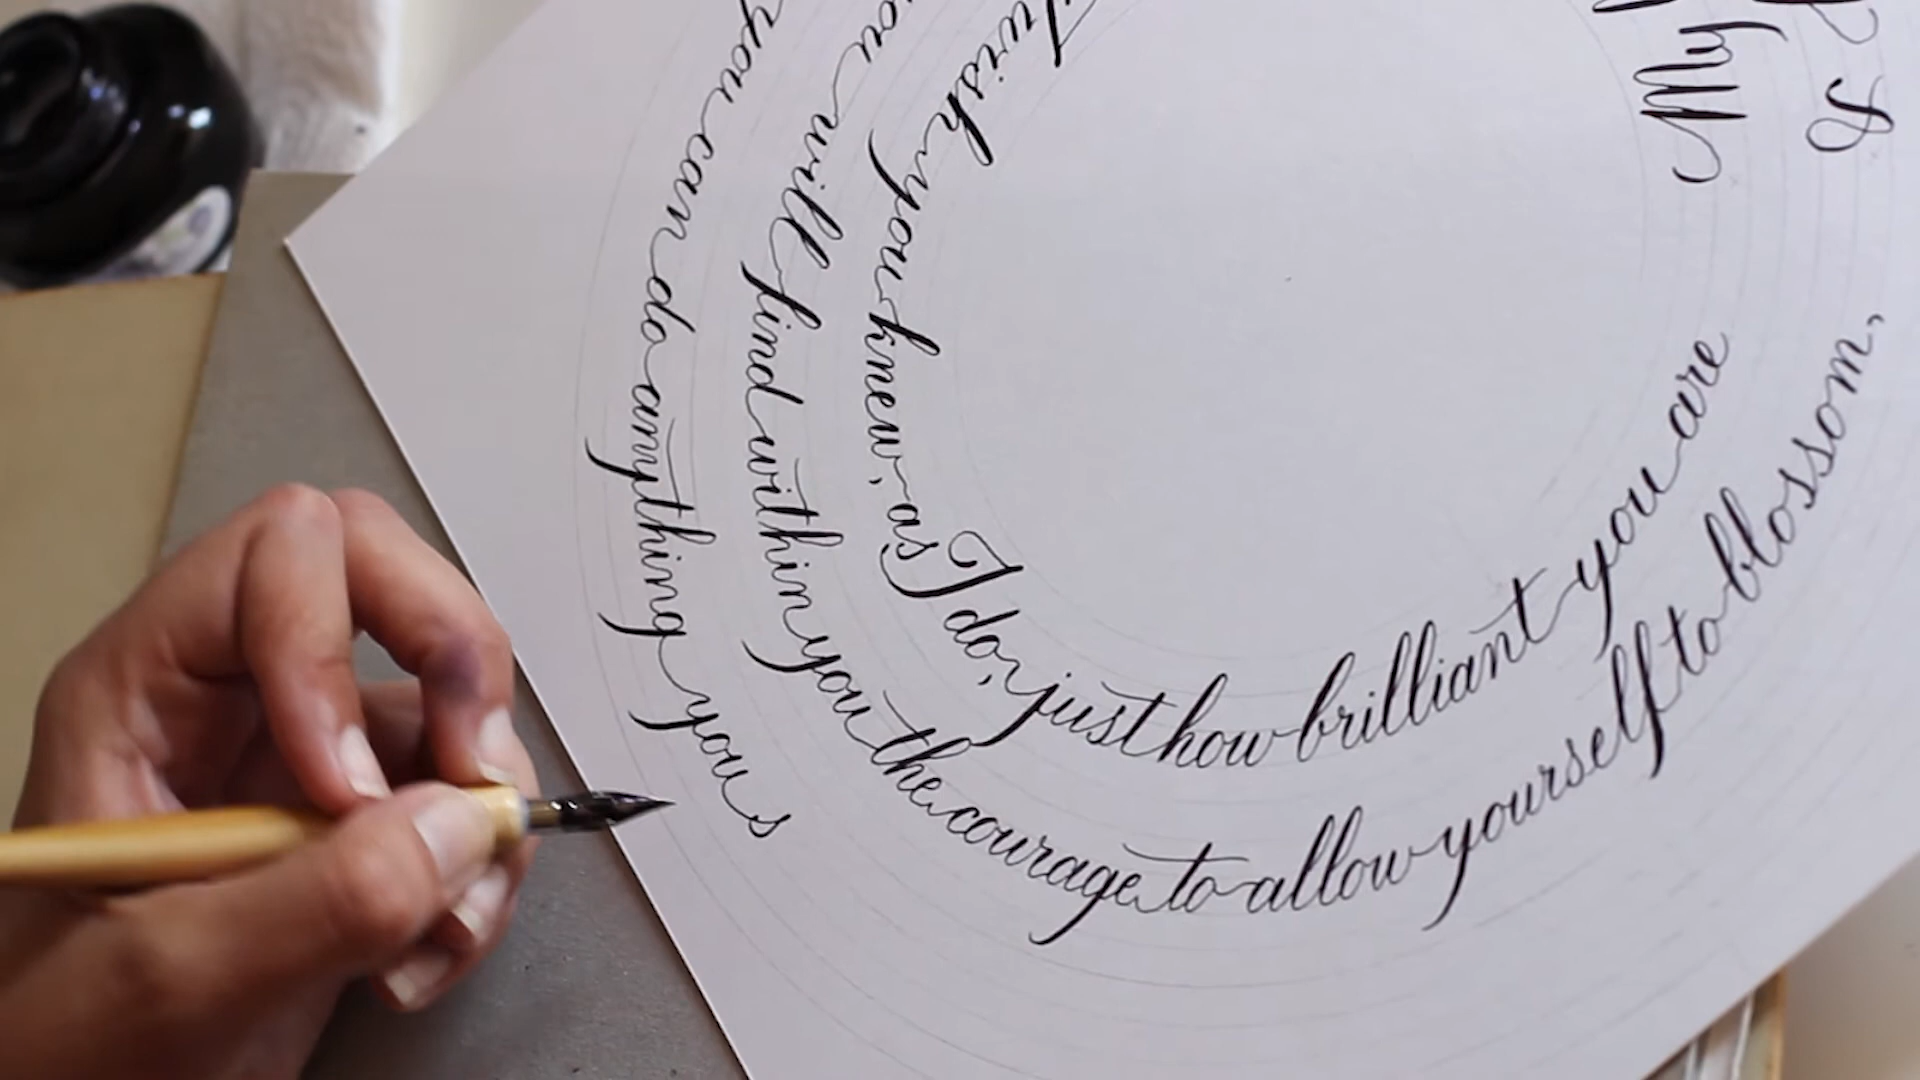 My
I wish you knew, as I do, just how brilliant you are
you will find within you the courage to allow yourself to blossom,
you can do anything you s